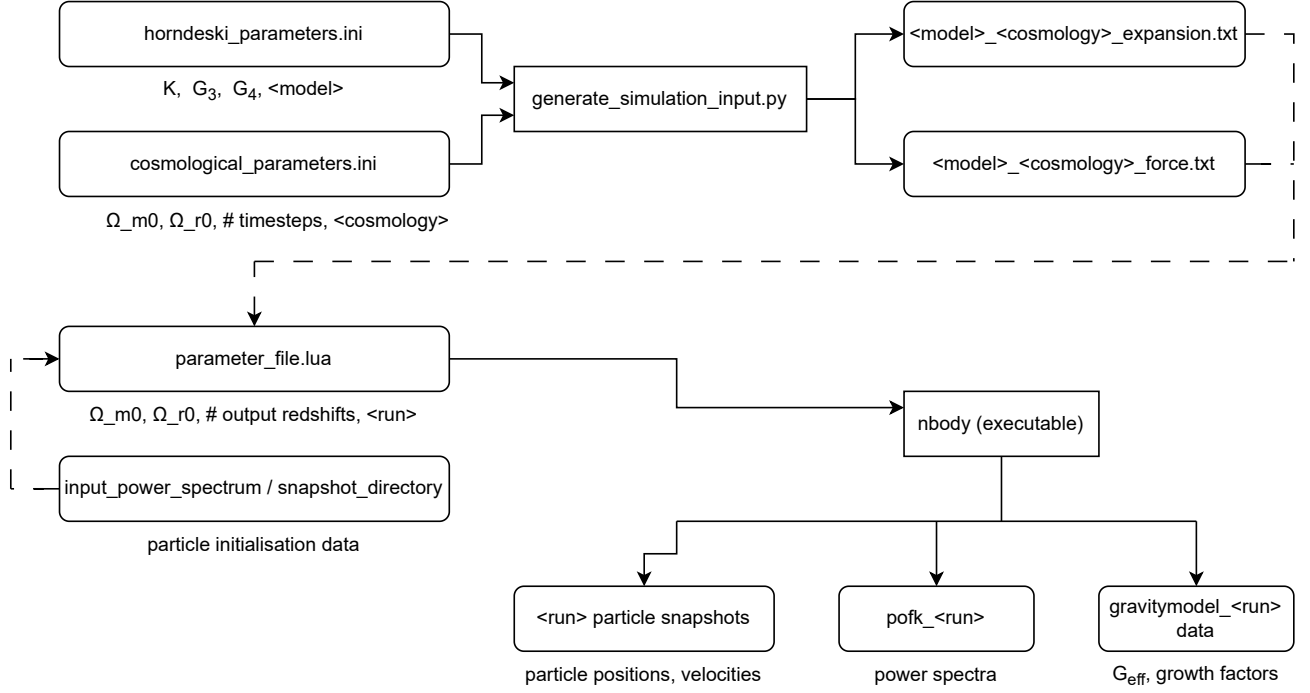 horndeski_parameters.ini
K, G₃, G₄, <model>
cosmological_parameters.ini
Ω_m0, Ω_r0, # timesteps, <cosmology>
generate_simulation_input.py
<model>_<cosmology>_expansion.txt
<model>_<cosmology>_force.txt
parameter_file.lua
Ω_m0, Ω_r0, # output redshifts, <run>
input_power_spectrum / snapshot_directory
particle initialisation data
nbody (executable)
<run> particle snapshots
particle positions, velocities
pofk_<run>
power spectra
gravitymodel_<run>
data
G_eff, growth factors